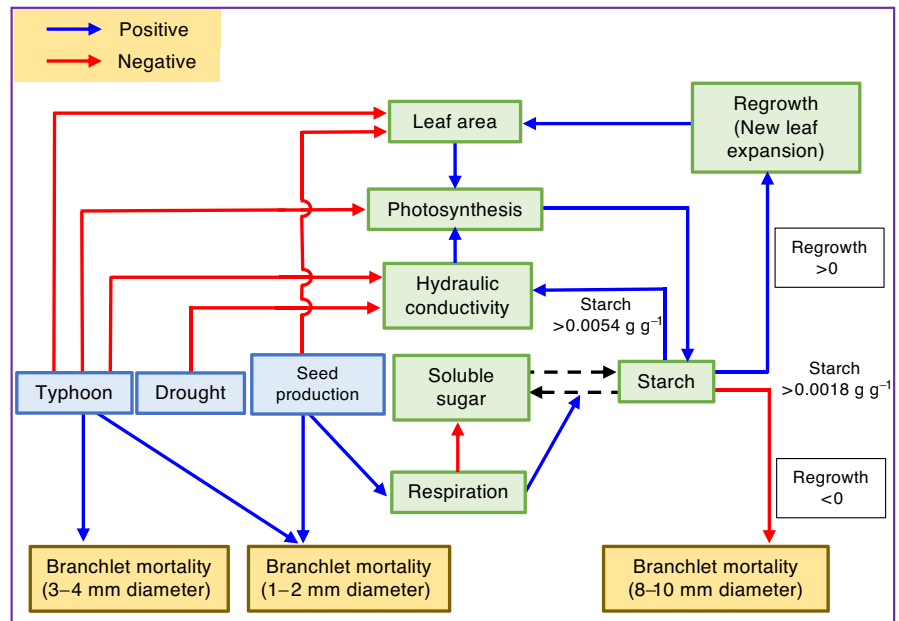 Positive
Negative
Leaf area
Regrowth
(New leaf
expansion)
Photosynthesis
Regrowth
>0
Hydraulic
conductivity
Starch
>0.0054 g g⁻¹
Typhoon
Drought
Seed
production
Soluble
sugar
Starch
Starch
>0.0018 g g⁻¹
Respiration
Regrowth
<0
Branchlet mortality
(3–4 mm diameter)
Branchlet mortality
(1–2 mm diameter)
Branchlet mortality
(8–10 mm diameter)